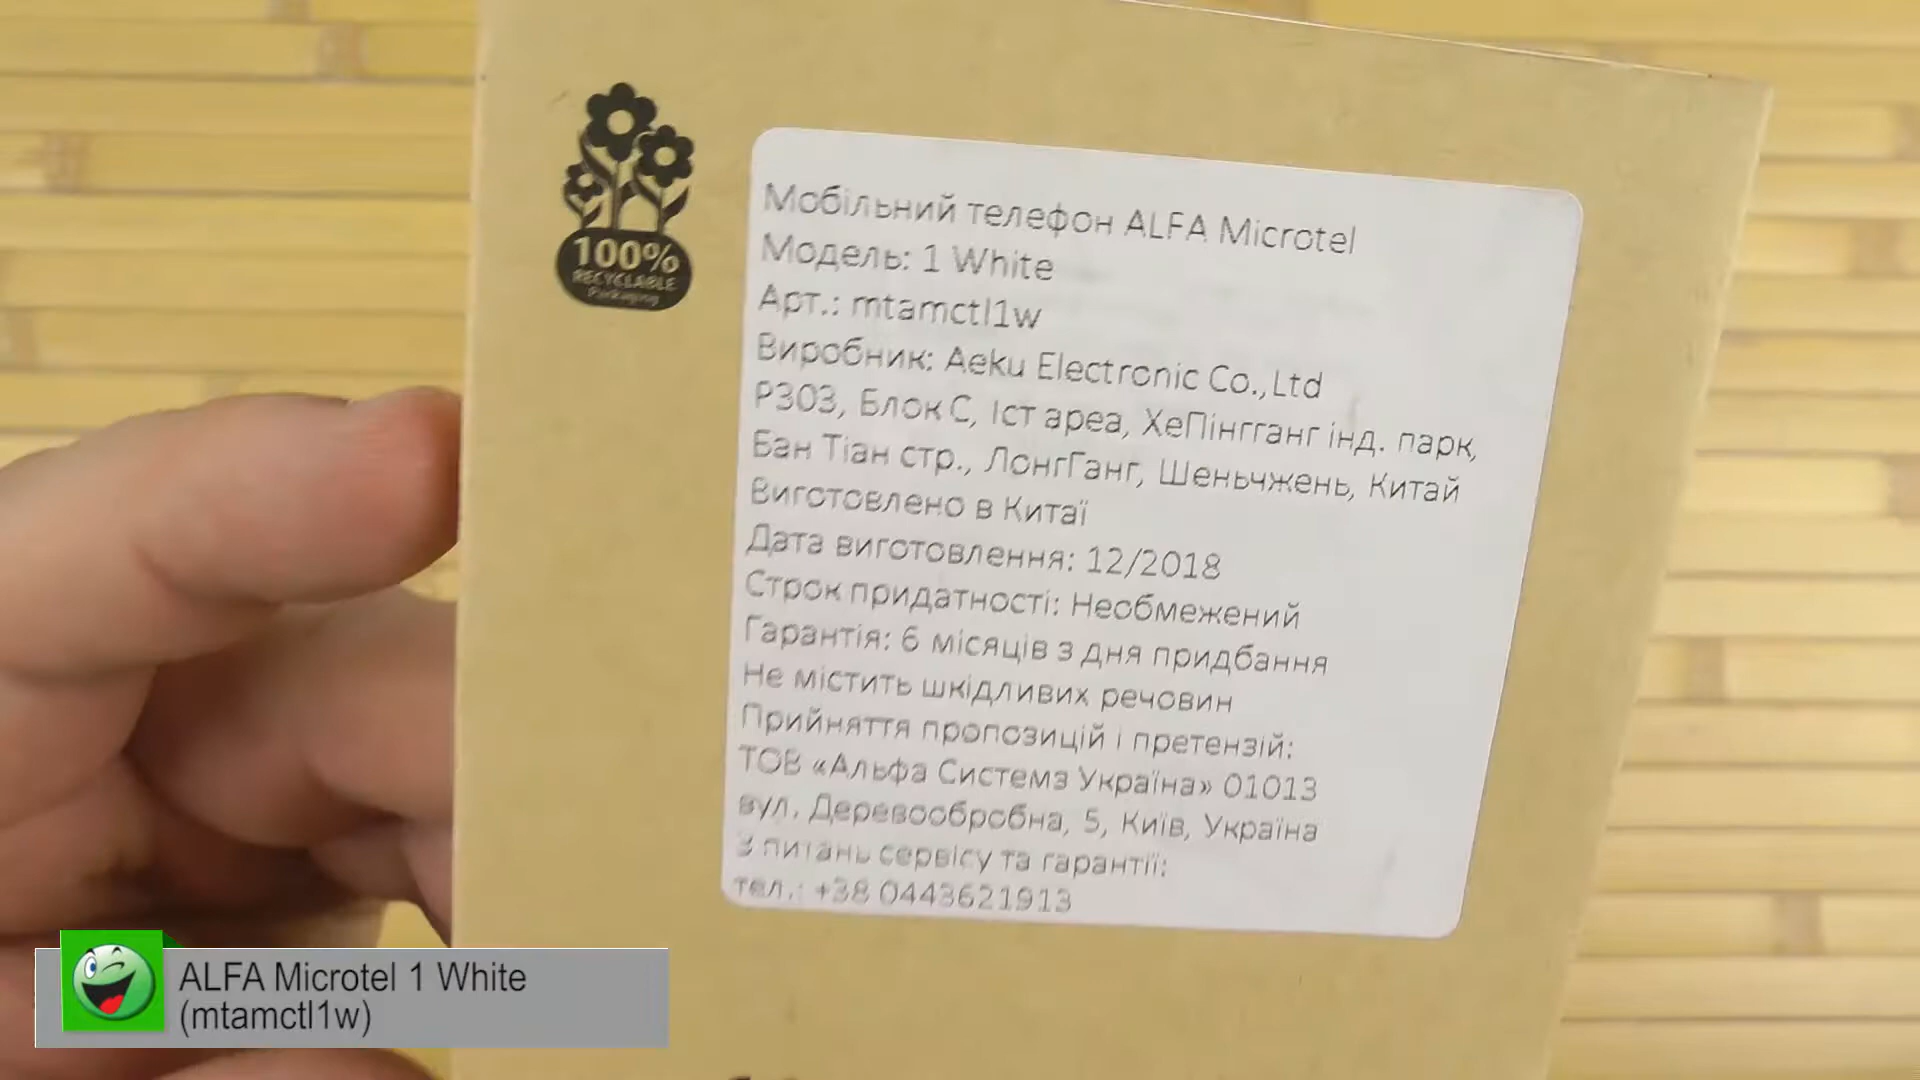 100%
RECYCLABLE
Packaging
Мобільний телефон ALFA Microtel
Модель: 1 White
Арт.: mtamctl1w
Виробник: Aeku Electronic Co.,Ltd
Р303, Блок С, Іст ареа, ХеПінгганг інд. парк,
Бан Тіан стр., ЛонгГанг, Шеньчжень, Китай
Виготовлено в Китаї
Дата виготовлення: 12/2018
Строк придатності: Необмежений
Гарантія: 6 місяців з дня придбання
Не містить шкідливих речовин
Прийняття пропозицій і претензій:
ТОВ «Альфа Системз Україна» 01013
вул. Деревообробна, 5, Київ, Україна
З питань сервісу та гарантії:
тел.: +38 0443621913
ALFA Microtel 1 White
(mtamctl1w)